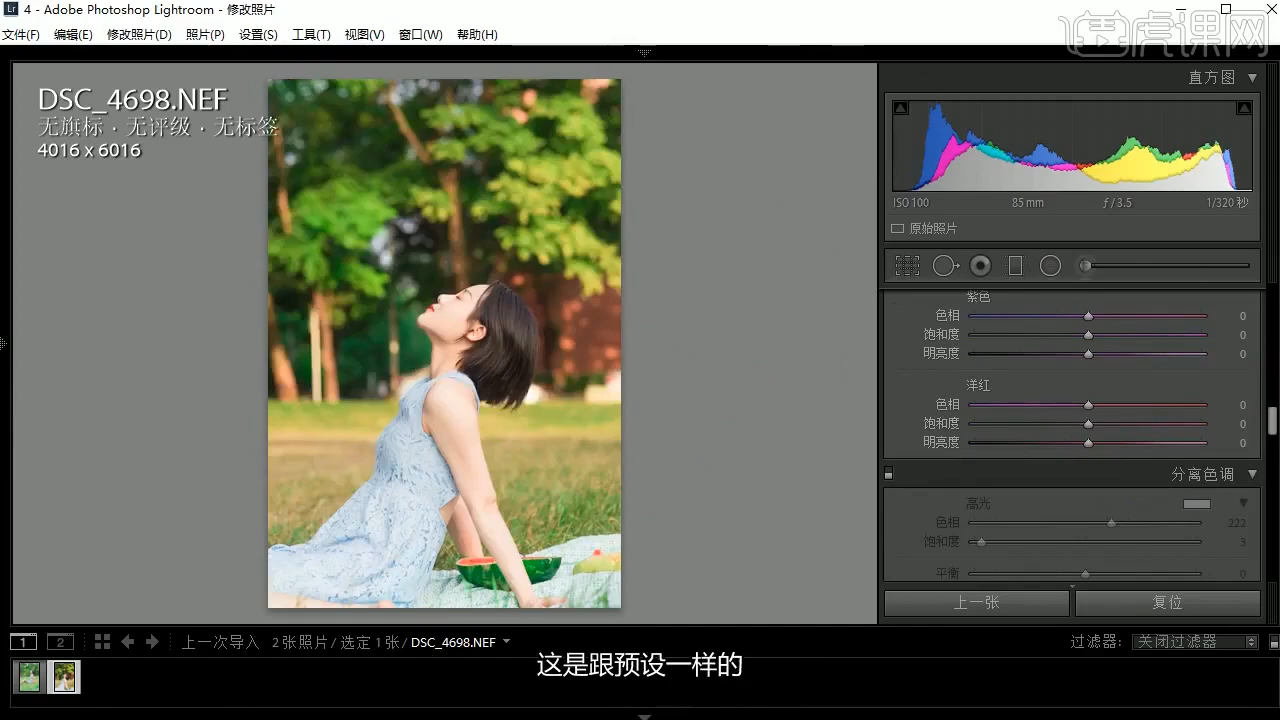 Lr 4 - Adobe Photoshop Lightroom - 修改照片
虎课网
文件(F) 编辑(E) 修改照片(D) 照片(P) 设置(S) 工具(T) 视图(V) 窗口(W) 帮助(H)
DSC_4698.NEF
无旗标 · 无评级 · 无标签
4016 x 6016
直方图
ISO 100 85 mm ƒ / 3.5 1/320 秒
原始照片
紫色
色相 0
饱和度 0
明亮度 0
洋红
色相 0
饱和度 0
明亮度 0
分离色调
高光
色相 222
饱和度 3
平衡 0
上一张 复位
1 2 上一次导入 2 张照片 / 选定 1 张 / DSC_4698.NEF 过滤器: 关闭过滤器
这是跟预设一样的